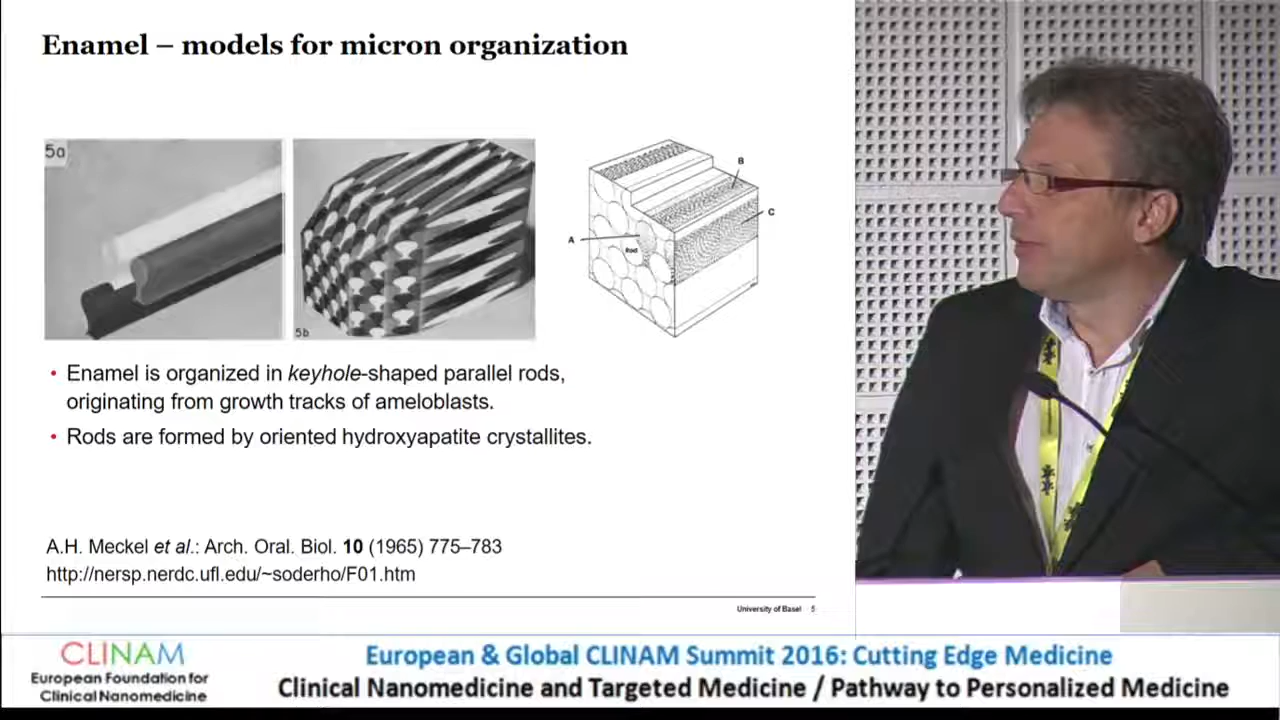 Enamel – models for micron organization
5a
5b
A
Rod
B
C
• Enamel is organized in keyhole-shaped parallel rods,
originating from growth tracks of ameloblasts.
• Rods are formed by oriented hydroxyapatite crystallites.
A.H. Meckel et al.: Arch. Oral. Biol. 10 (1965) 775–783
http://nersp.nerdc.ufl.edu/~soderho/F01.htm
University of Basel 5
CLINAM
European Foundation for
Clinical Nanomedicine
European & Global CLINAM Summit 2016: Cutting Edge Medicine
Clinical Nanomedicine and Targeted Medicine / Pathway to Personalized Medicine